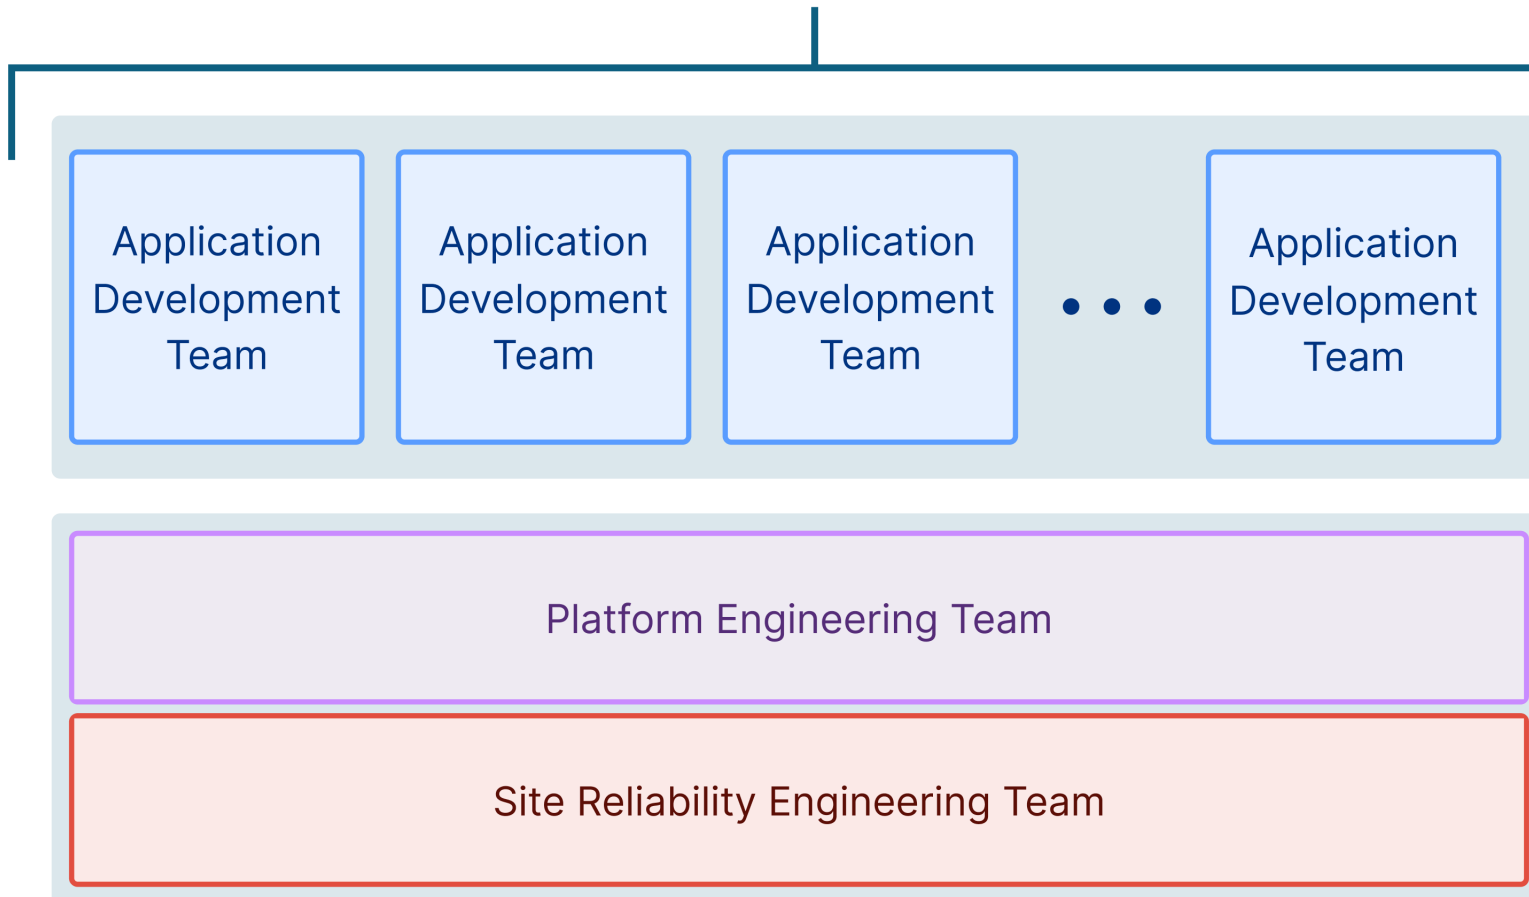 Application
Development
Team
Application
Development
Team
Application
Development
Team
Application
Development
Team
Platform Engineering Team
Site Reliability Engineering Team